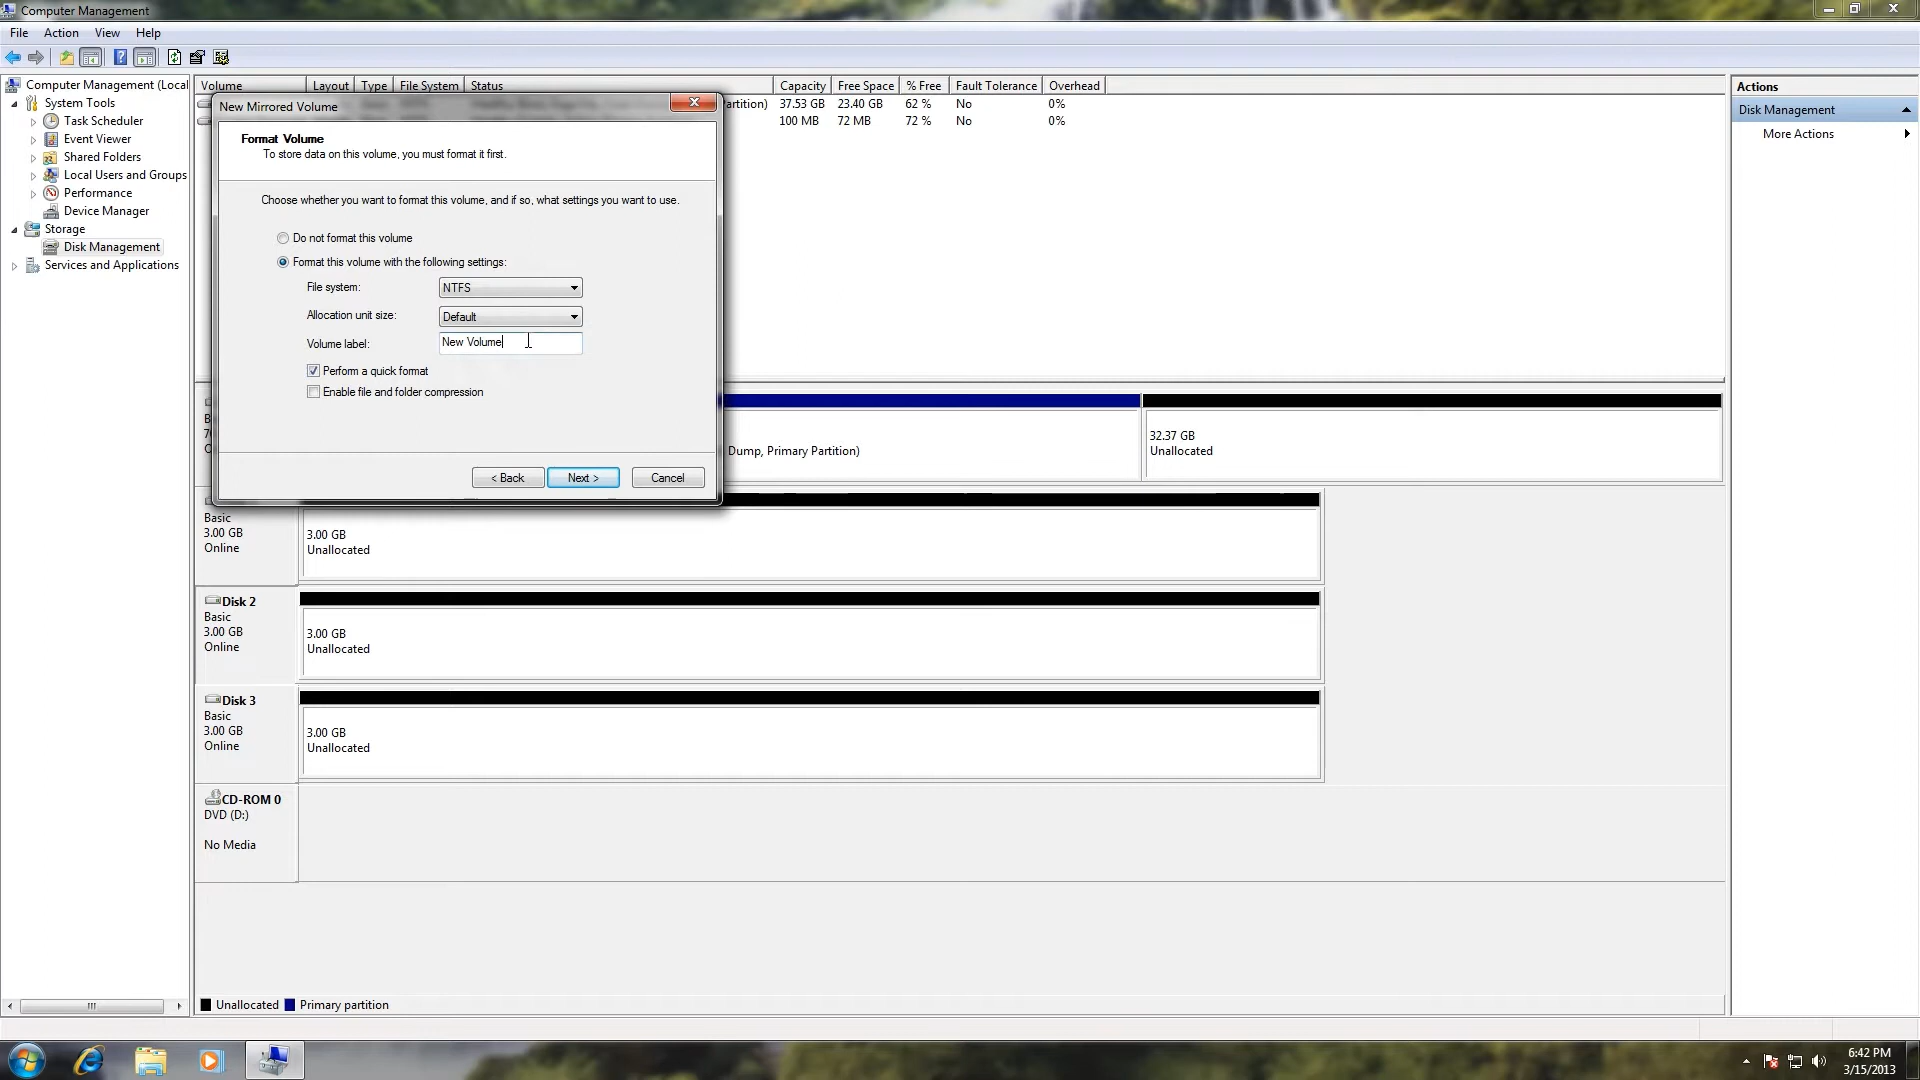 Computer Management
File Action View Help
Computer Management (Local
System Tools
Task Scheduler
Event Viewer
Shared Folders
Local Users and Groups
Performance
Device Manager
Storage
Disk Management
Services and Applications
Volume Layout Type File System Status Capacity Free Space % Free Fault Tolerance Overhead
artition) 37.53 GB 23.40 GB 62 % No 0%
100 MB 72 MB 72 % No 0%
New Mirrored Volume
Format Volume
To store data on this volume, you must format it first.
Choose whether you want to format this volume, and if so, what settings you want to use.
Do not format this volume
Format this volume with the following settings:
File system: NTFS
Allocation unit size: Default
Volume label: New Volume
Perform a quick format
Enable file and folder compression
< Back Next > Cancel
Dump, Primary Partition)
32.37 GB
Unallocated
Basic
3.00 GB
Online
3.00 GB
Unallocated
Disk 2
Basic
3.00 GB
Online
3.00 GB
Unallocated
Disk 3
Basic
3.00 GB
Online
3.00 GB
Unallocated
CD-ROM 0
DVD (D:)
No Media
Unallocated Primary partition
Actions
Disk Management
More Actions
6:42 PM
3/15/2013